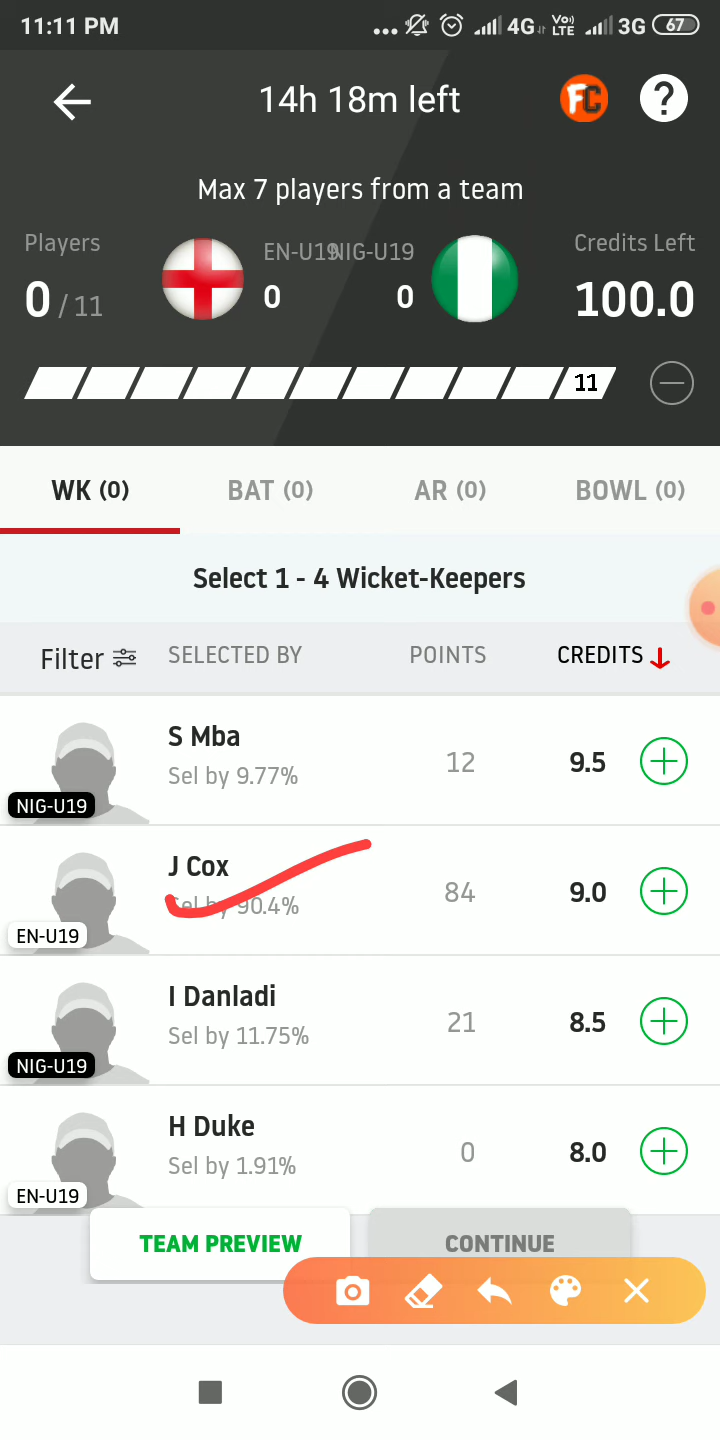 11:11 PM ... 4G Vo) LTE 3G 67
14h 18m left FC ?
Max 7 players from a team
Players EN-U19 NIG-U19 Credits Left
0 / 11 0 0 100.0
11
WK (0) BAT (0) AR (0) BOWL (0)
Select 1 - 4 Wicket-Keepers
Filter SELECTED BY POINTS CREDITS
S Mba
Sel by 9.77% 12 9.5
NIG-U19
J Cox
Sel by 90.4% 84 9.0
EN-U19
I Danladi
Sel by 11.75% 21 8.5
NIG-U19
H Duke
Sel by 1.91% 0 8.0
EN-U19
TEAM PREVIEW CONTINUE